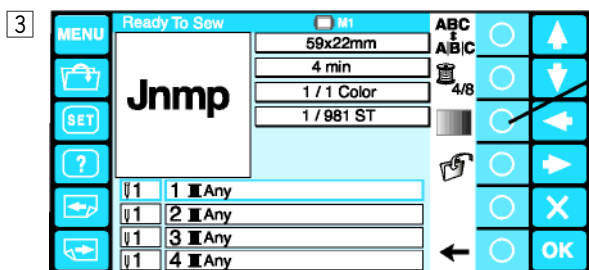 3
MENU
Ready To Sew
M1
ABC
A|B|C
59x22mm
4 min
4/8
Jnmp
1 / 1 Color
1 / 981 ST
SET
?
1 1 Any
1 2 Any
1 3 Any
1 4 Any
X
OK